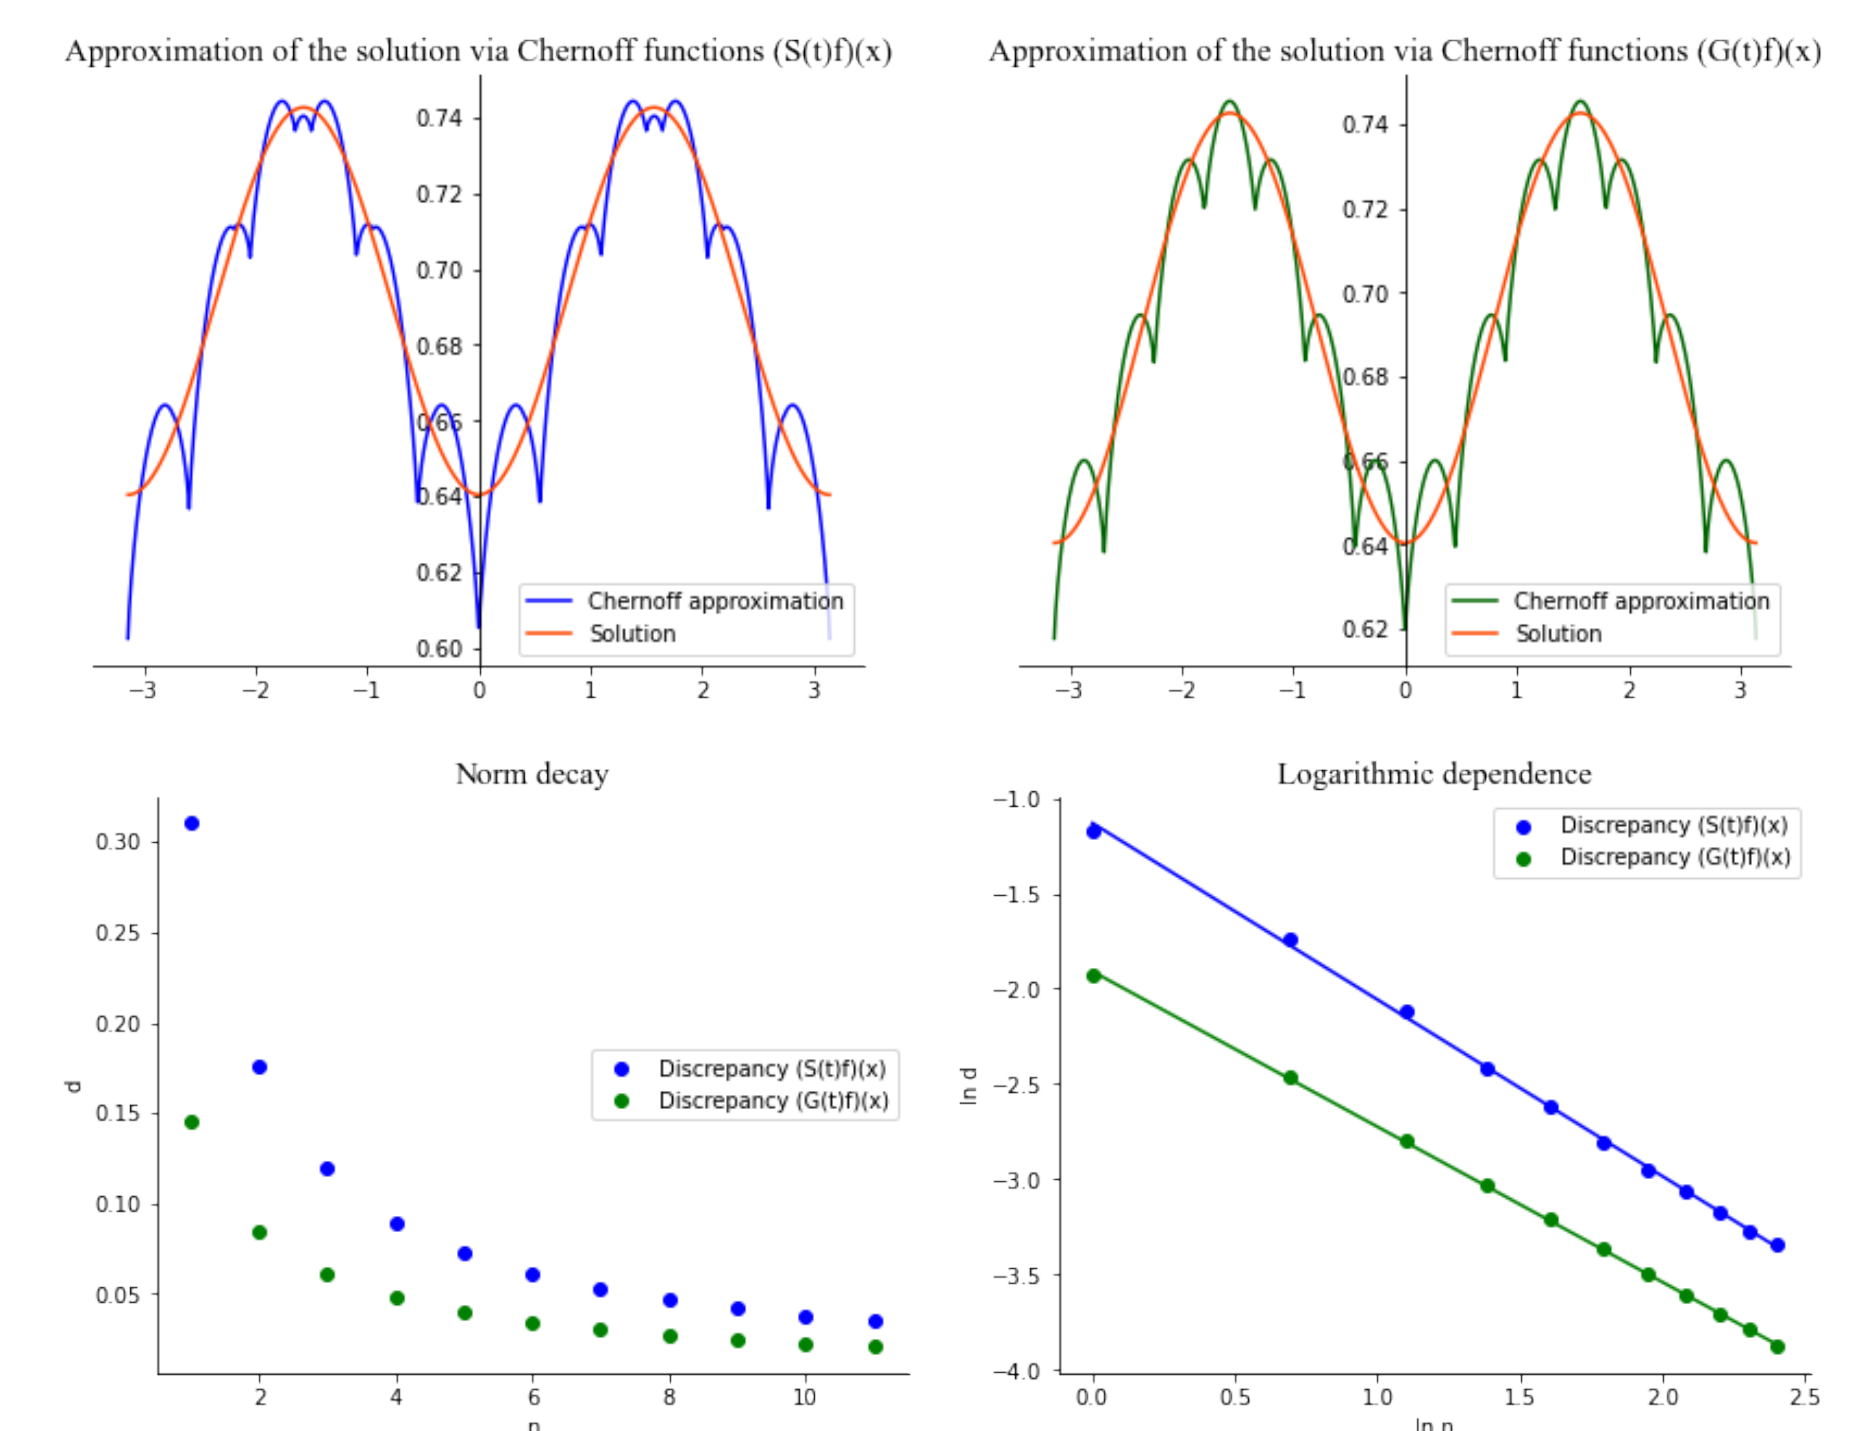 Approximation of the solution via Chernoff functions (S(t)f)(x)
0.74
0.72
0.70
0.68
0.66
0.64
0.62
0.60
Chernoff approximation
Solution
−3 −2 −1 0 1 2 3
Approximation of the solution via Chernoff functions (G(t)f)(x)
0.74
0.72
0.70
0.68
0.66
0.64
0.62
Chernoff approximation
Solution
−3 −2 −1 0 1 2 3
Norm decay
d
0.30
0.25
0.20
0.15
0.10
0.05
Discrepancy (S(t)f)(x)
Discrepancy (G(t)f)(x)
2 4 6 8 10
n
Logarithmic dependence
ln d
−1.0
−1.5
−2.0
−2.5
−3.0
−3.5
−4.0
Discrepancy (S(t)f)(x)
Discrepancy (G(t)f)(x)
0.0 0.5 1.0 1.5 2.0 2.5
ln n